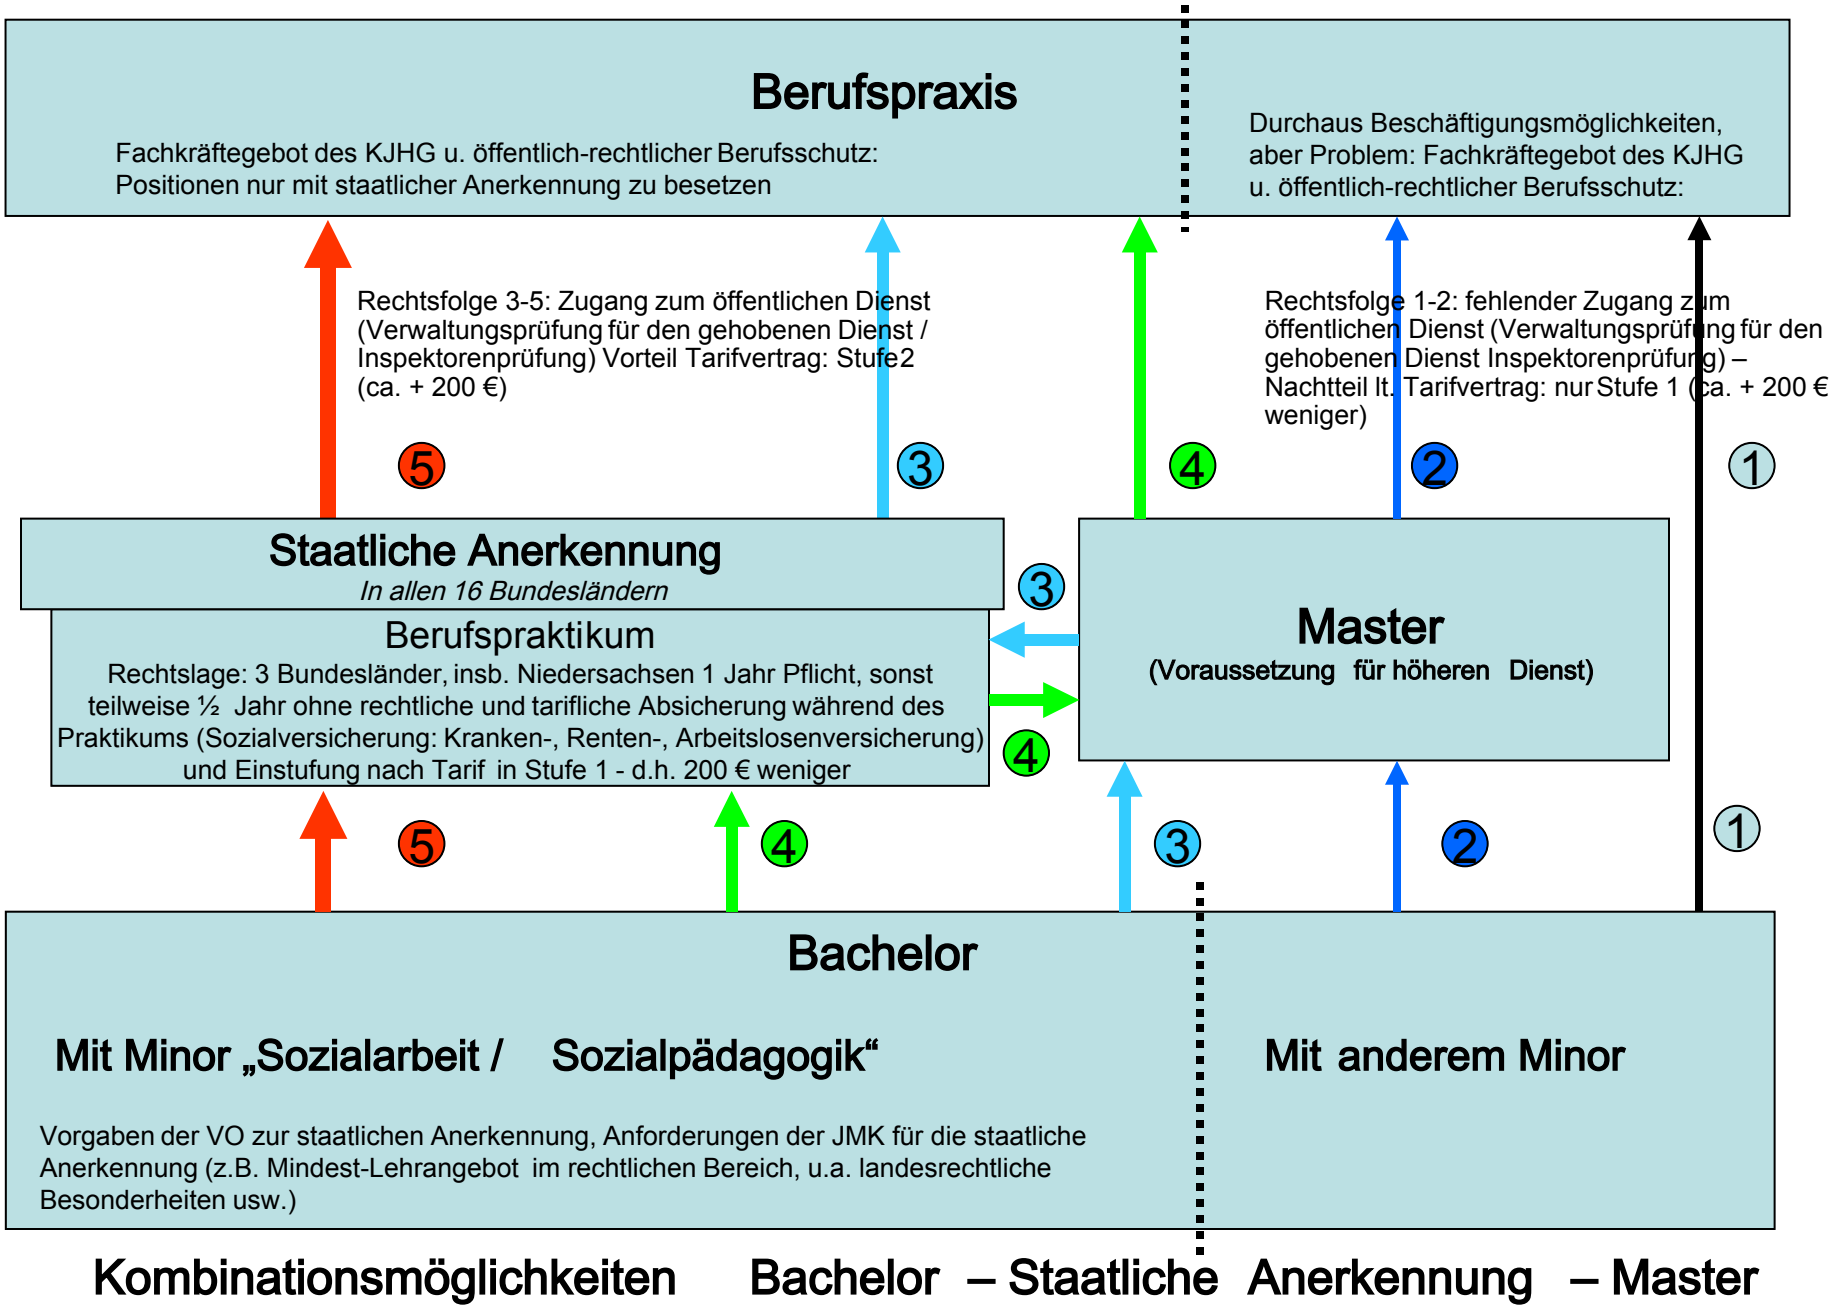 Berufspraxis
Fachkräftegebot des KJHG u. öffentlich-rechtlicher Berufsschutz:
Positionen nur mit staatlicher Anerkennung zu besetzen
Durchaus Beschäftigungsmöglichkeiten,
aber Problem: Fachkräftegebot des KJHG
u. öffentlich-rechtlicher Berufsschutz:
Rechtsfolge 3-5: Zugang zum öffentlichen Dienst
(Verwaltungsprüfung für den gehobenen Dienst /
Inspektorenprüfung) Vorteil Tarifvertrag: Stufe2
(ca. + 200 €)
Rechtsfolge 1-2: fehlender Zugang zum
öffentlichen Dienst (Verwaltungsprüfung für den
gehobenen Dienst Inspektorenprüfung) –
Nachtteil lt. Tarifvertrag: nur Stufe 1 (ca. + 200 €
weniger)
5
3
4
2
1
Staatliche Anerkennung
In allen 16 Bundesländern
Berufspraktikum
Rechtslage: 3 Bundesländer, insb. Niedersachsen 1 Jahr Pflicht, sonst
teilweise ½ Jahr ohne rechtliche und tarifliche Absicherung während des
Praktikums (Sozialversicherung: Kranken-, Renten-, Arbeitslosenversicherung)
und Einstufung nach Tarif in Stufe 1 - d.h. 200 € weniger
3
4
Master
(Voraussetzung für höheren Dienst)
5
4
3
2
1
Bachelor
Mit Minor „Sozialarbeit / Sozialpädagogik“
Mit anderem Minor
Vorgaben der VO zur staatlichen Anerkennung, Anforderungen der JMK für die staatliche
Anerkennung (z.B. Mindest-Lehrangebot im rechtlichen Bereich, u.a. landesrechtliche
Besonderheiten usw.)
Kombinationsmöglichkeiten Bachelor – Staatliche Anerkennung – Master